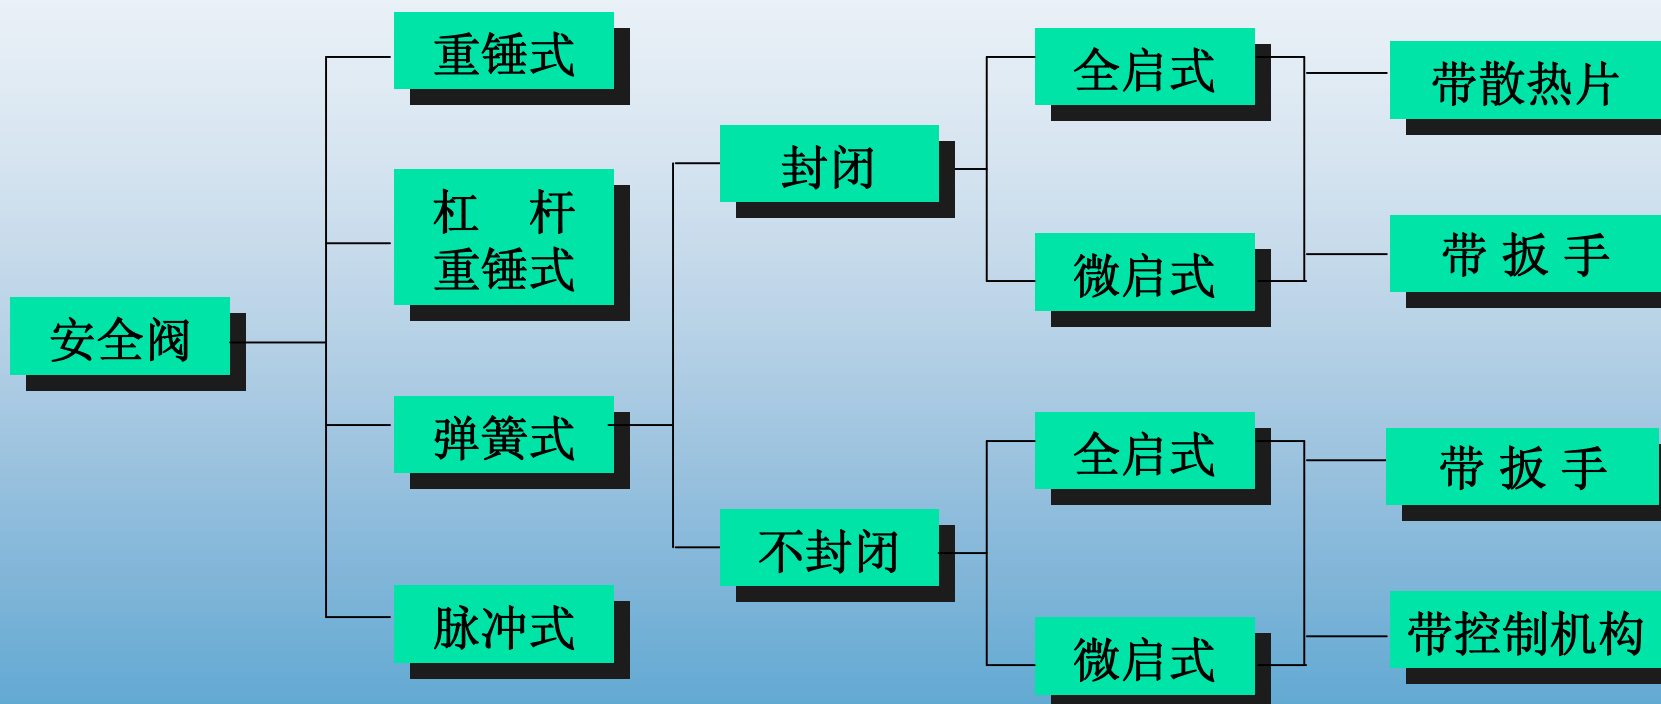 安全阀
重锤式
杠 杆
重锤式
弹簧式
脉冲式
封闭
不封闭
全启式
微启式
全启式
微启式
带散热片
带 扳 手
带 扳 手
带控制机构